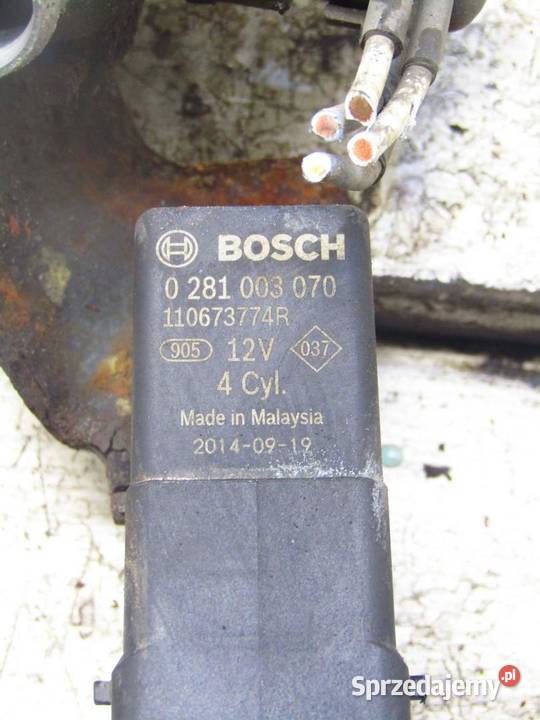 BOSCH
0 281 003 070
110673774R
905 12V 037
4 Cyl.
Made in Malaysia
2014-09-19
Sprzedajemy.pl